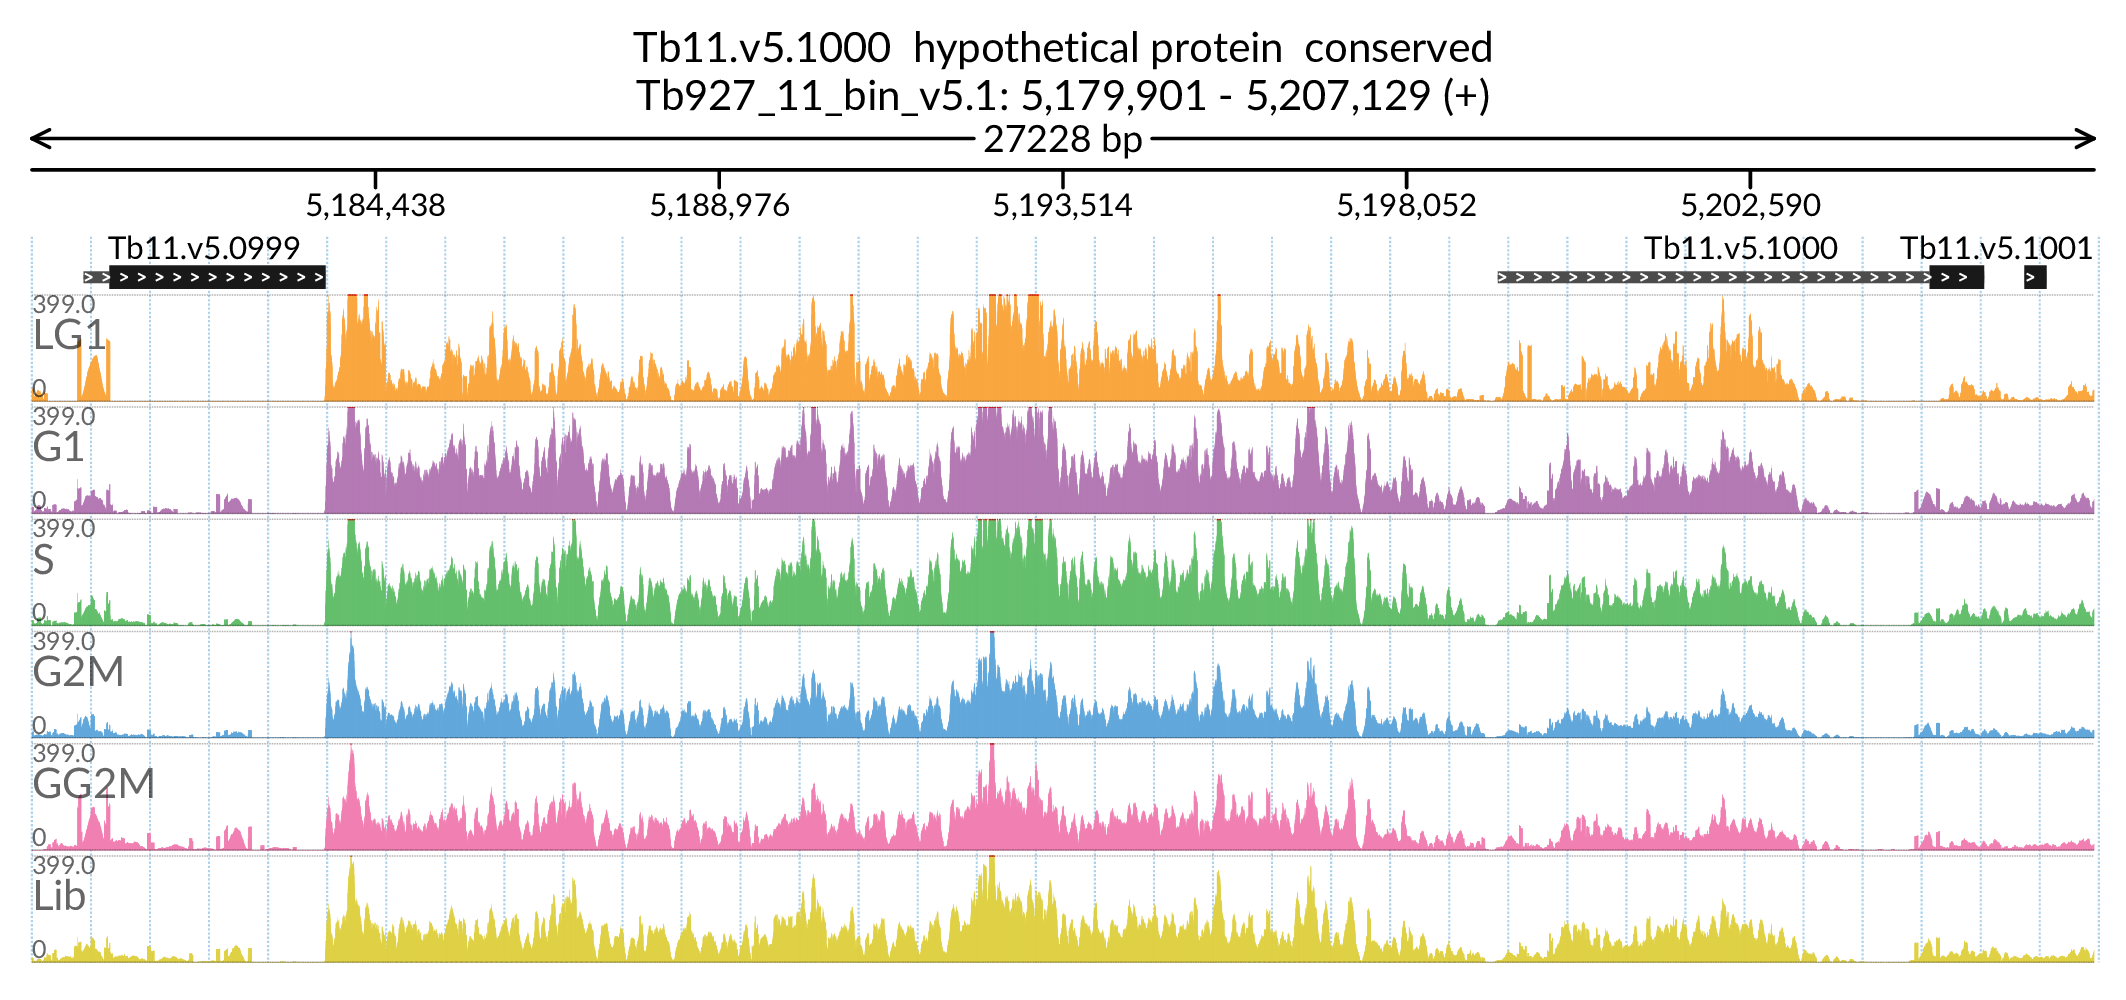 Tb11.v5.1000 hypothetical protein conserved
Tb927_11_bin_v5.1: 5,179,901 - 5,207,129 (+)
27228 bp
5,184,438 5,188,976 5,193,514 5,198,052 5,202,590
Tb11.v5.0999 Tb11.v5.1000 Tb11.v5.1001
399.0
LG1
0
399.0
G1
0
399.0
S
0
399.0
G2M
0
399.0
GG2M
0
399.0
Lib
0